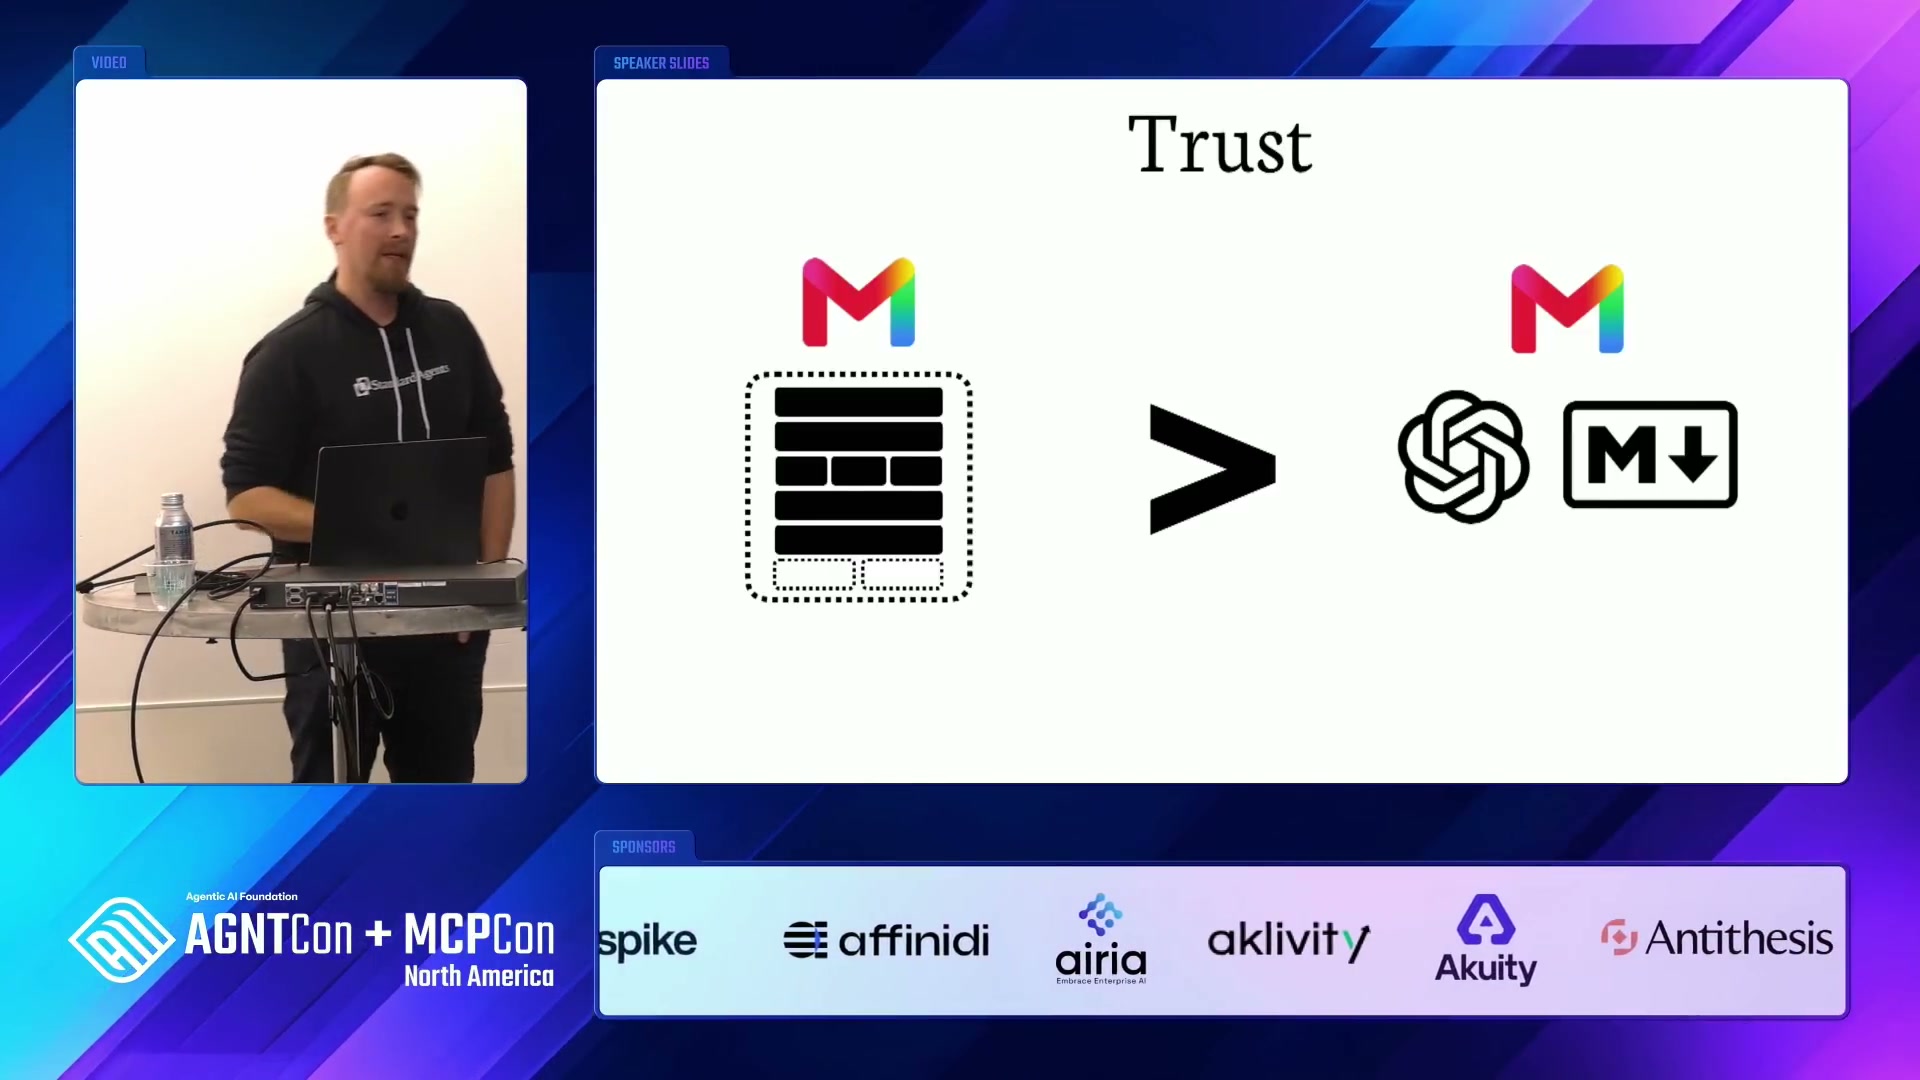 VIDEO
SPEAKER SLIDES
Trust
M
M
>
M
StandardAgents
SPONSORS
Agentic AI Foundation
AGNTCon + MCPCon
North America
spike
affinidi
airia
Embrace Enterprise AI
aklivity
Akuity
Antithesis